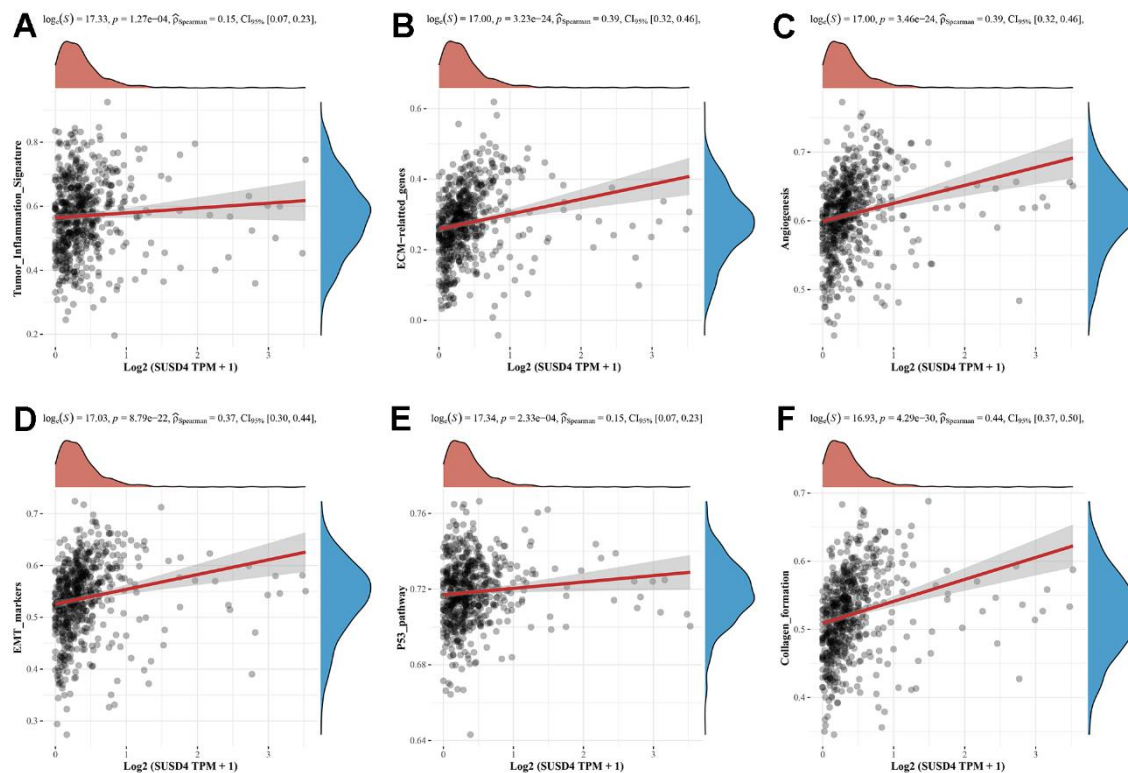 A
logₑ(S) = 17.33, p = 1.27e−04, ρ̂Spearman = 0.15, CI95% [0.07, 0.23],
Tumor_Inflammation_Signature
0.8
0.6
0.4
0.2
0 1 2 3
Log2 (SUSD4 TPM + 1)
B
logₑ(S) = 17.00, p = 3.23e−24, ρ̂Spearman = 0.39, CI95% [0.32, 0.46],
ECM−relatted_genes
0.6
0.4
0.2
0.0
0 1 2 3
Log2 (SUSD4 TPM + 1)
C
logₑ(S) = 17.00, p = 3.46e−24, ρ̂Spearman = 0.39, CI95% [0.32, 0.46],
Angiogenesis
0.7
0.6
0.5
0 1 2 3
Log2 (SUSD4 TPM + 1)
D
logₑ(S) = 17.03, p = 8.79e−22, ρ̂Spearman = 0.37, CI95% [0.30, 0.44],
EMT_markers
0.7
0.6
0.5
0.4
0.3
0 1 2 3
Log2 (SUSD4 TPM + 1)
E
logₑ(S) = 17.34, p = 2.33e−04, ρ̂Spearman = 0.15, CI95% [0.07, 0.23]
P53_pathway
0.76
0.72
0.68
0.64
0 1 2 3
Log2 (SUSD4 TPM + 1)
F
logₑ(S) = 16.93, p = 4.29e−30, ρ̂Spearman = 0.44, CI95% [0.37, 0.50],
Collagen_formation
0.7
0.6
0.5
0.4
0 1 2 3
Log2 (SUSD4 TPM + 1)